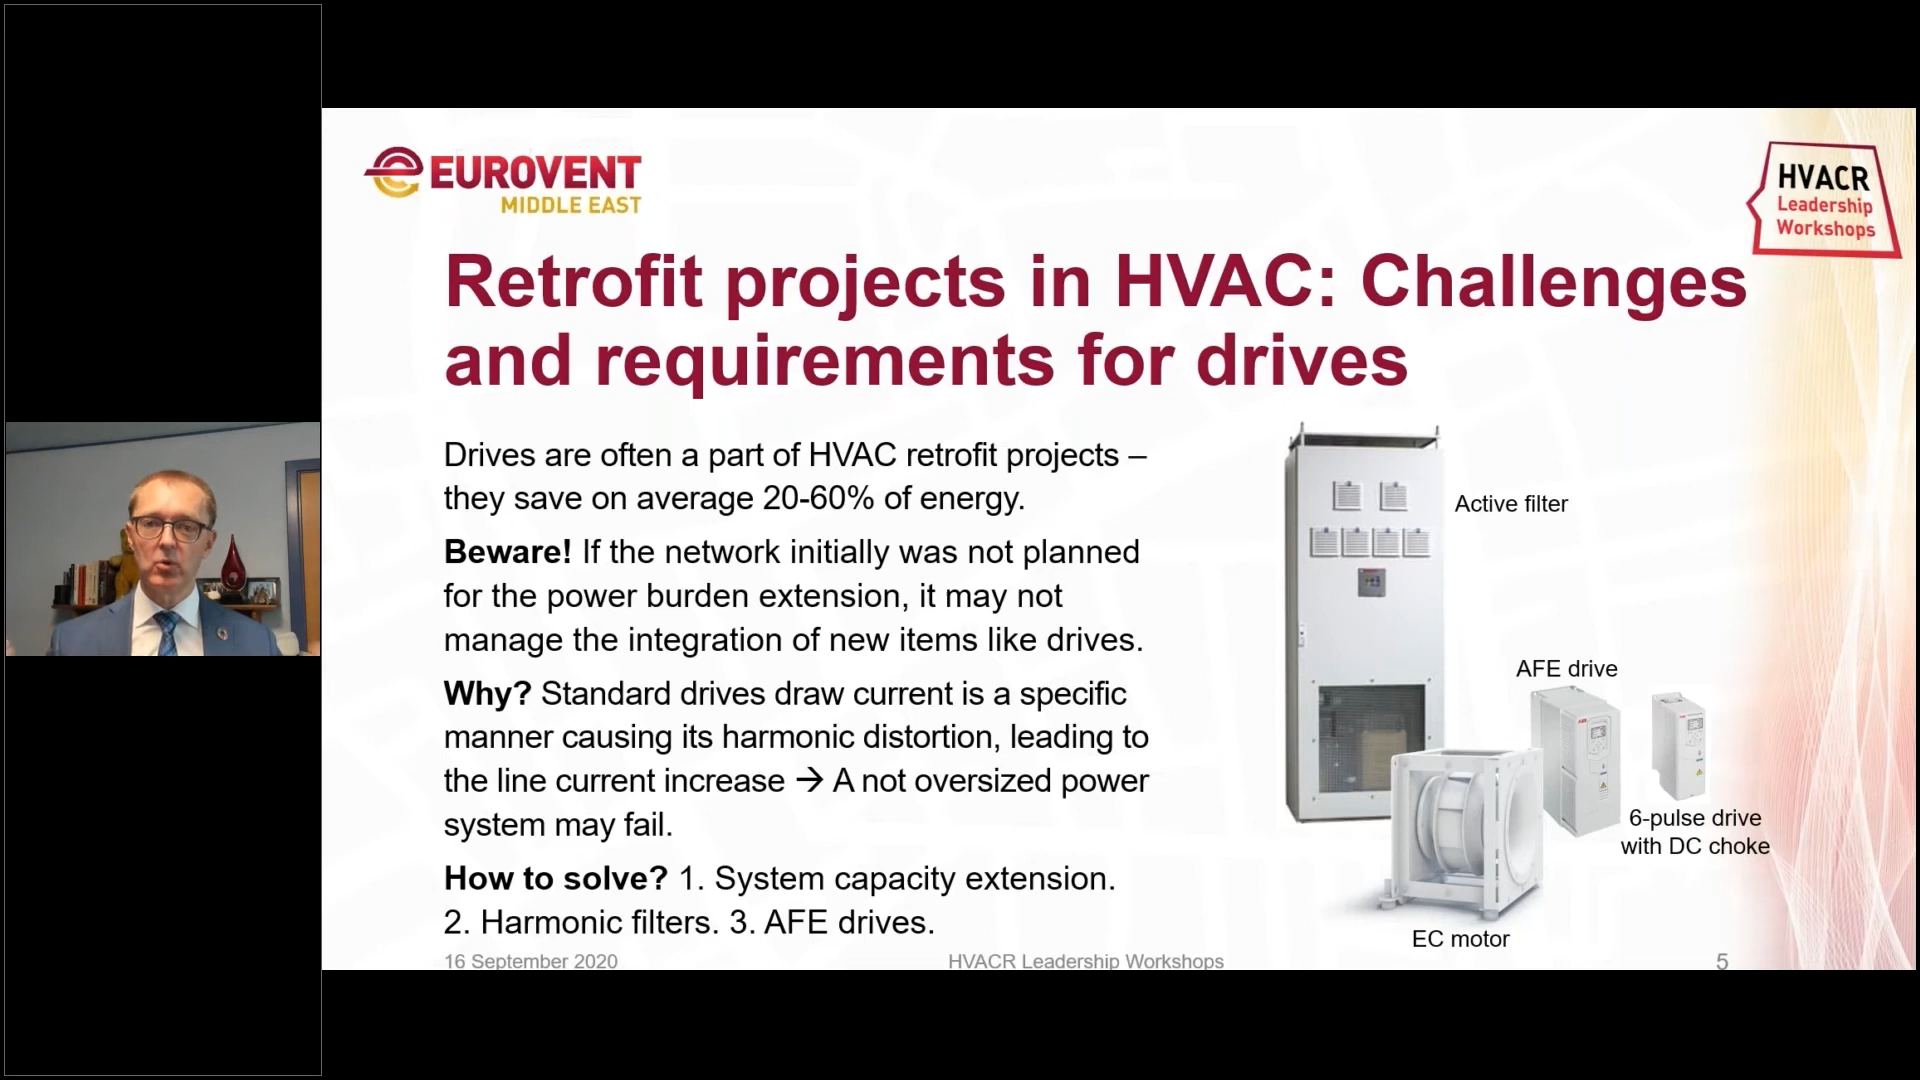 EUROVENT
MIDDLE EAST
HVACR
Leadership
Workshops
Retrofit projects in HVAC: Challenges
and requirements for drives
Drives are often a part of HVAC retrofit projects –
they save on average 20-60% of energy.
Beware! If the network initially was not planned
for the power burden extension, it may not
manage the integration of new items like drives.
Why? Standard drives draw current is a specific
manner causing its harmonic distortion, leading to
the line current increase → A not oversized power
system may fail.
How to solve? 1. System capacity extension.
2. Harmonic filters. 3. AFE drives.
Active filter
AFE drive
6-pulse drive
with DC choke
EC motor
16 September 2020
HVACR Leadership Workshops
5